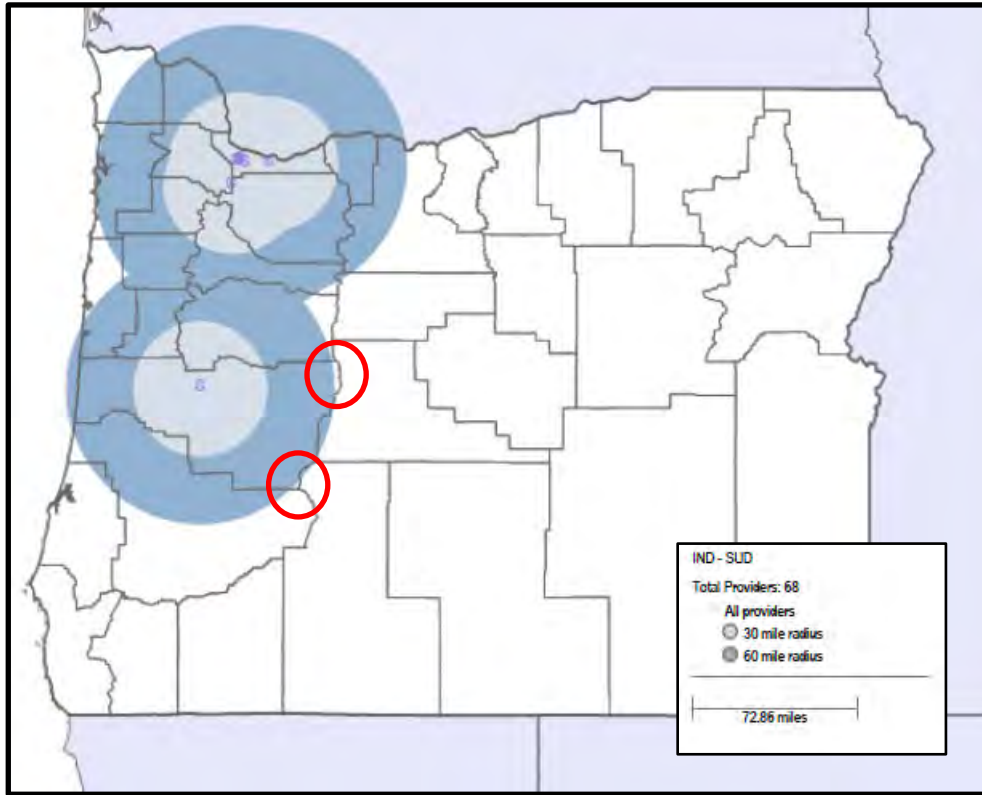 IND - SUD
Total Providers: 68
All providers
30 mile radius
60 mile radius
72.86 miles